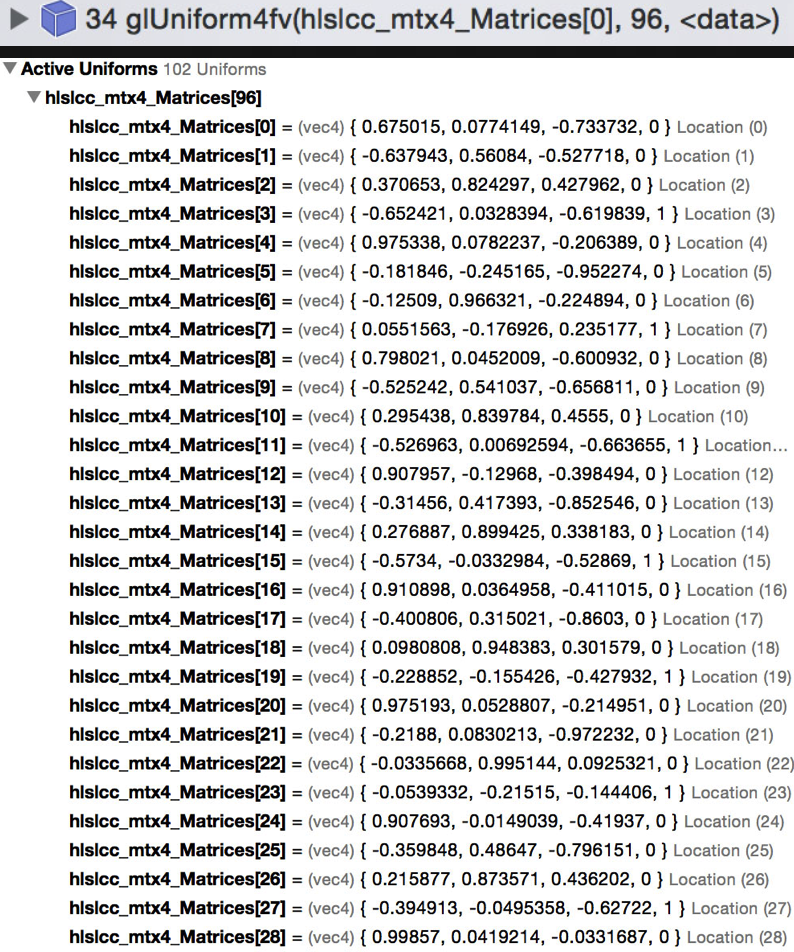 34 glUniform4fv(hlslcc_mtx4_Matrices[0], 96, <data>)
Active Uniforms 102 Uniforms
hlslcc_mtx4_Matrices[96]
hlslcc_mtx4_Matrices[0] = (vec4) { 0.675015, 0.0774149, -0.733732, 0 } Location (0)
hlslcc_mtx4_Matrices[1] = (vec4) { -0.637943, 0.56084, -0.527718, 0 } Location (1)
hlslcc_mtx4_Matrices[2] = (vec4) { 0.370653, 0.824297, 0.427962, 0 } Location (2)
hlslcc_mtx4_Matrices[3] = (vec4) { -0.652421, 0.0328394, -0.619839, 1 } Location (3)
hlslcc_mtx4_Matrices[4] = (vec4) { 0.975338, 0.0782237, -0.206389, 0 } Location (4)
hlslcc_mtx4_Matrices[5] = (vec4) { -0.181846, -0.245165, -0.952274, 0 } Location (5)
hlslcc_mtx4_Matrices[6] = (vec4) { -0.12509, 0.966321, -0.224894, 0 } Location (6)
hlslcc_mtx4_Matrices[7] = (vec4) { 0.0551563, -0.176926, 0.235177, 1 } Location (7)
hlslcc_mtx4_Matrices[8] = (vec4) { 0.798021, 0.0452009, -0.600932, 0 } Location (8)
hlslcc_mtx4_Matrices[9] = (vec4) { -0.525242, 0.541037, -0.656811, 0 } Location (9)
hlslcc_mtx4_Matrices[10] = (vec4) { 0.295438, 0.839784, 0.4555, 0 } Location (10)
hlslcc_mtx4_Matrices[11] = (vec4) { -0.526963, 0.00692594, -0.663655, 1 } Location...
hlslcc_mtx4_Matrices[12] = (vec4) { 0.907957, -0.12968, -0.398494, 0 } Location (12)
hlslcc_mtx4_Matrices[13] = (vec4) { -0.31456, 0.417393, -0.852546, 0 } Location (13)
hlslcc_mtx4_Matrices[14] = (vec4) { 0.276887, 0.899425, 0.338183, 0 } Location (14)
hlslcc_mtx4_Matrices[15] = (vec4) { -0.5734, -0.0332984, -0.52869, 1 } Location (15)
hlslcc_mtx4_Matrices[16] = (vec4) { 0.910898, 0.0364958, -0.411015, 0 } Location (16)
hlslcc_mtx4_Matrices[17] = (vec4) { -0.400806, 0.315021, -0.8603, 0 } Location (17)
hlslcc_mtx4_Matrices[18] = (vec4) { 0.0980808, 0.948383, 0.301579, 0 } Location (18)
hlslcc_mtx4_Matrices[19] = (vec4) { -0.228852, -0.155426, -0.427932, 1 } Location (19)
hlslcc_mtx4_Matrices[20] = (vec4) { 0.975193, 0.0528807, -0.214951, 0 } Location (20)
hlslcc_mtx4_Matrices[21] = (vec4) { -0.2188, 0.0830213, -0.972232, 0 } Location (21)
hlslcc_mtx4_Matrices[22] = (vec4) { -0.0335668, 0.995144, 0.0925321, 0 } Location (22)
hlslcc_mtx4_Matrices[23] = (vec4) { -0.0539332, -0.21515, -0.144406, 1 } Location (23)
hlslcc_mtx4_Matrices[24] = (vec4) { 0.907693, -0.0149039, -0.41937, 0 } Location (24)
hlslcc_mtx4_Matrices[25] = (vec4) { -0.359848, 0.48647, -0.796151, 0 } Location (25)
hlslcc_mtx4_Matrices[26] = (vec4) { 0.215877, 0.873571, 0.436202, 0 } Location (26)
hlslcc_mtx4_Matrices[27] = (vec4) { -0.394913, -0.0495358, -0.62722, 1 } Location (27)
hlslcc_mtx4_Matrices[28] = (vec4) { 0.99857, 0.0419214, -0.0331687, 0 } Location (28)